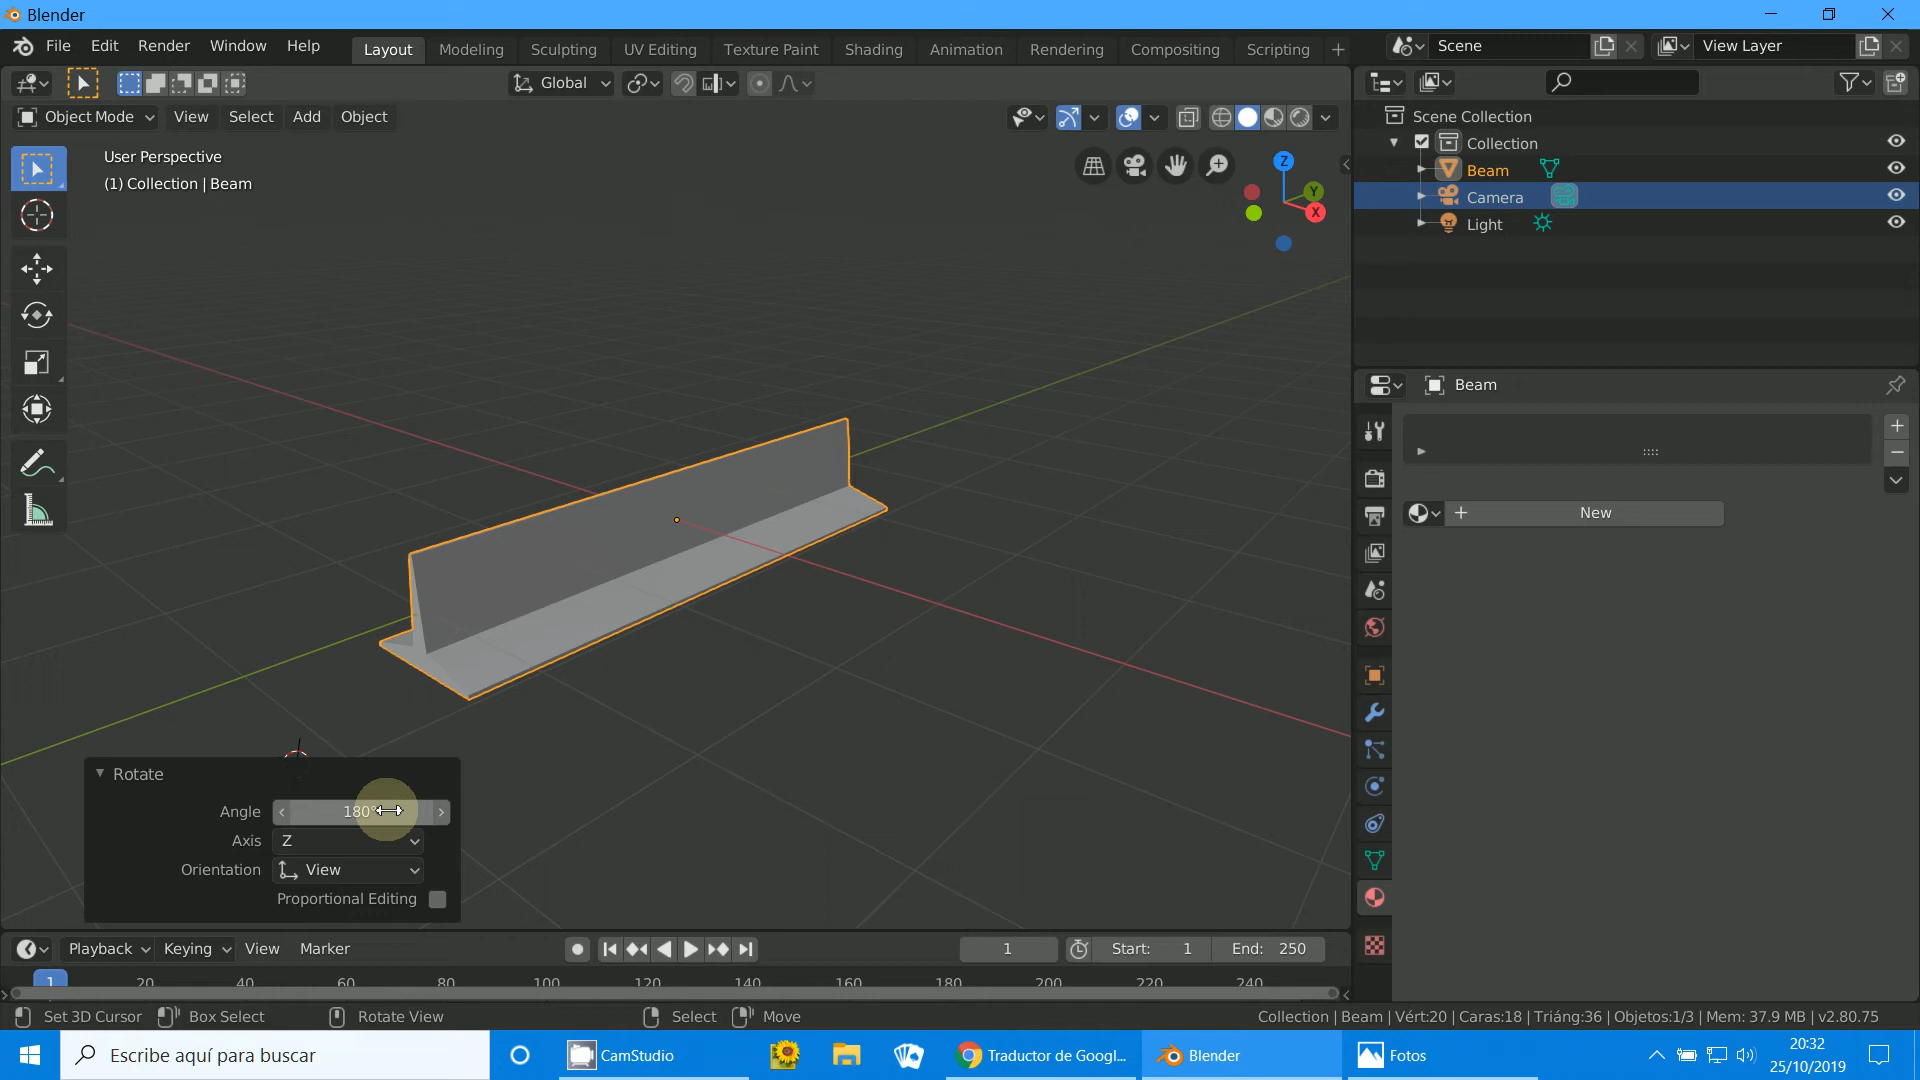 Blender
File Edit Render Window Help
Layout Modeling Sculpting UV Editing Texture Paint Shading Animation Rendering Compositing Scripting
Scene
View Layer
Global
Object Mode View Select Add Object
User Perspective
(1) Collection | Beam
Z
Y
X
Scene Collection
Collection
Beam
Camera
Light
Beam
New
Rotate
Angle 180°
Axis Z
Orientation View
Proportional Editing
Playback Keying View Marker
1
Start: 1
End: 250
1 20 40 60 80 100 120 140 160 180 200 220 240
Set 3D Cursor Box Select Rotate View Select Move
Collection | Beam | Vért:20 | Caras:18 | Triáng:36 | Objetos:1/3 | Mem: 37.9 MB | v2.80.75
Escribe aquí para buscar
CamStudio
Traductor de Googl...
Blender
Fotos
20:32
25/10/2019